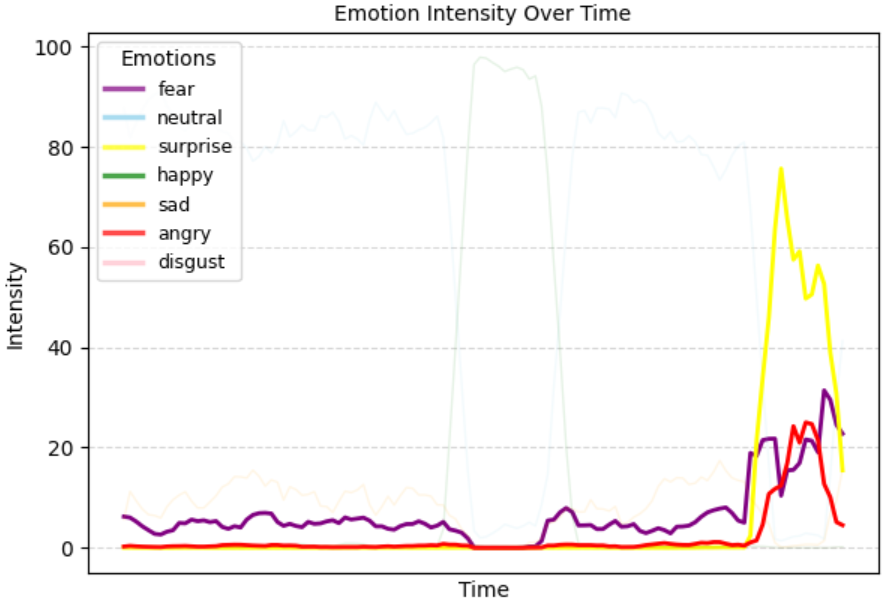 Emotion Intensity Over Time
100
80
60
40
20
0
Intensity
Emotions
fear
neutral
surprise
happy
sad
angry
disgust
Time